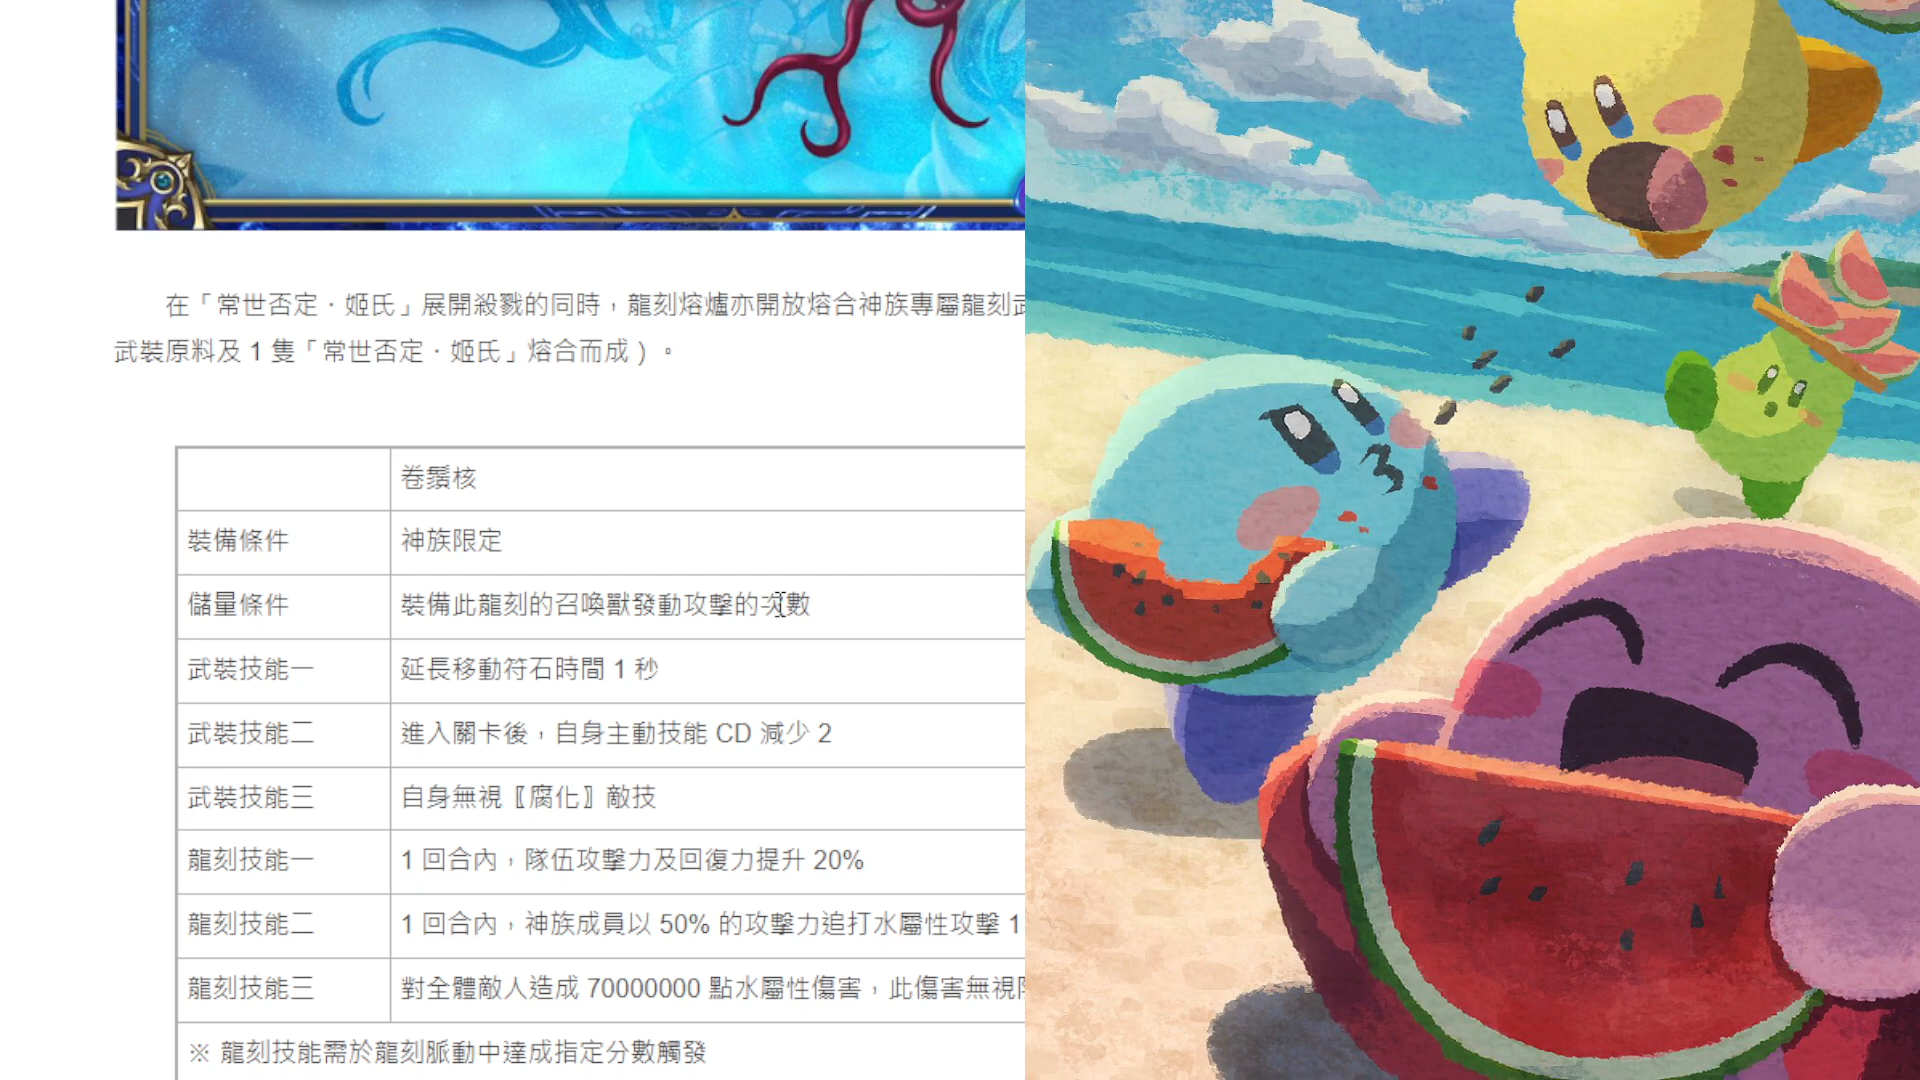 在「常世否定．姬氏」展開殺戮的同時，龍刻熔爐亦開放熔合神族專屬龍刻武
武裝原料及 1 隻「常世否定．姬氏」熔合而成）。
卷鬚核
裝備條件 神族限定
儲量條件 裝備此龍刻的召喚獸發動攻擊的次數
武裝技能一 延長移動符石時間 1 秒
武裝技能二 進入關卡後，自身主動技能 CD 減少 2
武裝技能三 自身無視〖腐化〗敵技
龍刻技能一 1 回合內，隊伍攻擊力及回復力提升 20%
龍刻技能二 1 回合內，神族成員以 50% 的攻擊力追打水屬性攻擊 1
龍刻技能三 對全體敵人造成 70000000 點水屬性傷害，此傷害無視
※ 龍刻技能需於龍刻脈動中達成指定分數觸發